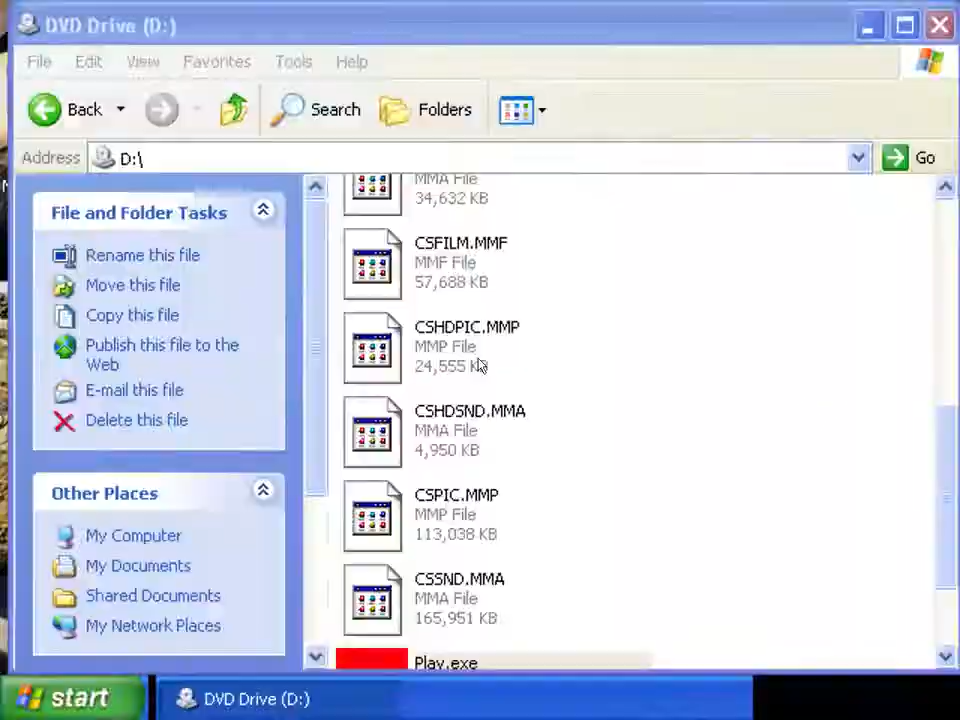 DVD Drive (D:)
File Edit View Favorites Tools Help
Back Search Folders
Address D:\ Go
File and Folder Tasks
Rename this file
Move this file
Copy this file
Publish this file to the
Web
E-mail this file
Delete this file
Other Places
My Computer
My Documents
Shared Documents
My Network Places
MMA File
34,632 KB
CSFILM.MMF
MMF File
57,688 KB
CSHDPIC.MMP
MMP File
24,555 KB
CSHDSND.MMA
MMA File
4,950 KB
CSPIC.MMP
MMP File
113,038 KB
CSSND.MMA
MMA File
165,951 KB
Play.exe
start DVD Drive (D:)